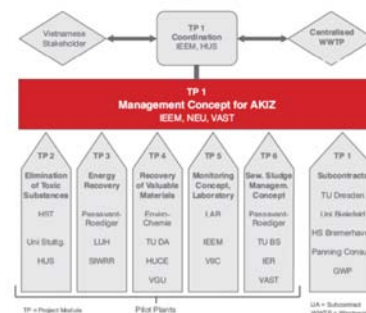 Vietnamese
Stakeholder
TP 1
Coordination
IEEM, HUS
Centralised
WWTP
TP 1
Management Concept for AKIZ
IEEM, NEU, VAST
TP 2
Elimination
of Toxic
Substances
HST
Uni Stuttg.
HUS
TP 3
Energy
Recovery
Passavant-
Roediger
LUH
SIWRR
TP 4
Recovery
of Valuable
Materials
Enviro-
Chemie
TU DA
HUCE
VGU
TP 5
Monitoring
Concept,
Laboratory
LAR
IEEM
TP 6
Sew. Sludge
Managem.
Concept
Passavant-
Roediger
TU BS
IER
VAST
TP 1
Subcontracts
TU Dresden
Uni Bielefeld
HS Bremerhaven
GWP
TP = Project Module
Pilot Plants
UA = Subcontract